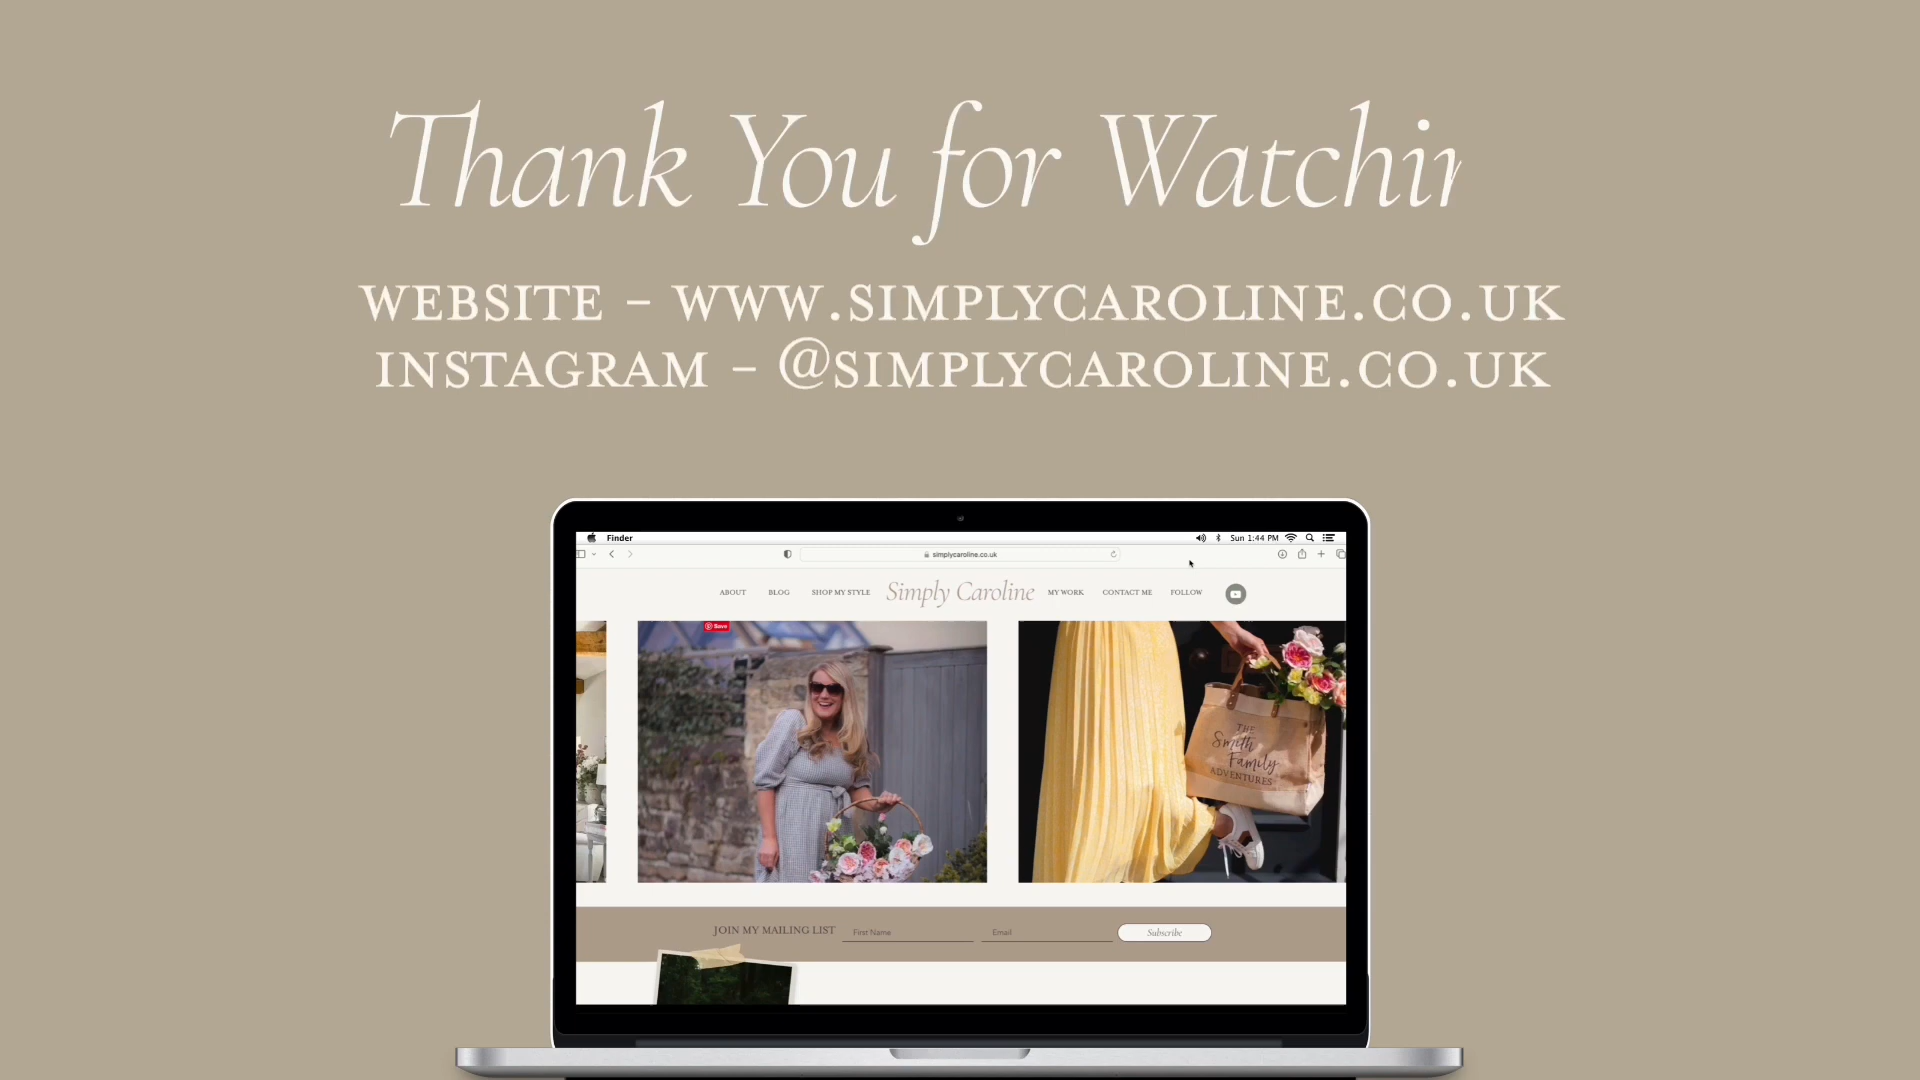 Thank You for Watchin
WEBSITE - WWW.SIMPLYCAROLINE.CO.UK
INSTAGRAM - @SIMPLYCAROLINE.CO.UK
Finder
Sun 1:44 PM
simplycaroline.co.uk
ABOUT BLOG SHOP MY STYLE Simply Caroline MY WORK CONTACT ME FOLLOW
Save
THE
Smith
Family
ADVENTURES
JOIN MY MAILING LIST First Name Email Subscribe